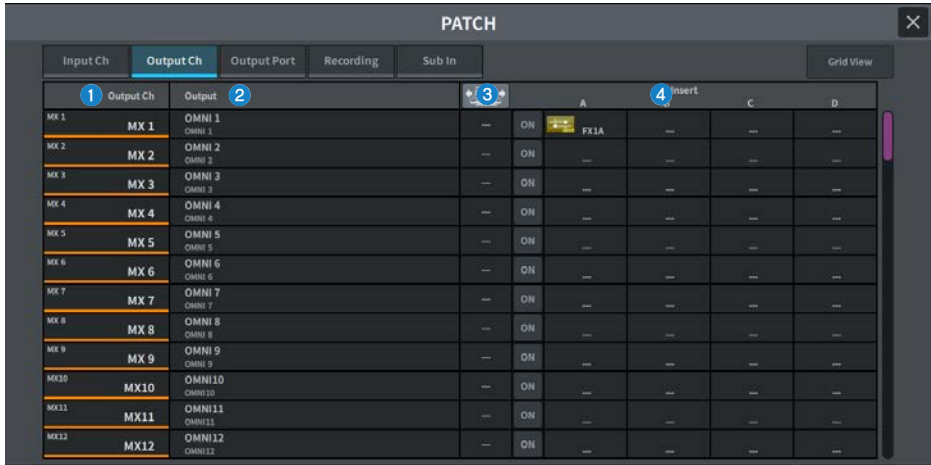 PATCH
Input Ch Output Ch Output Port Recording Sub In Grid View
1 Output Ch Output 2 3 4 Insert
A C D
MX 1 MX 1 OMNI 1 OMNI 1 --- ON FX1A --- --- ---
MX 2 MX 2 OMNI 2 OMNI 2 --- ON --- --- --- ---
MX 3 MX 3 OMNI 3 OMNI 3 --- ON --- --- --- ---
MX 4 MX 4 OMNI 4 OMNI 4 --- ON --- --- --- ---
MX 5 MX 5 OMNI 5 OMNI 5 --- ON --- --- --- ---
MX 6 MX 6 OMNI 6 OMNI 6 --- ON --- --- --- ---
MX 7 MX 7 OMNI 7 OMNI 7 --- ON --- --- --- ---
MX 8 MX 8 OMNI 8 OMNI 8 --- ON --- --- --- ---
MX 9 MX 9 OMNI 9 OMNI 9 --- ON --- --- --- ---
MX10 MX10 OMNI10 OMNI10 --- ON --- --- --- ---
MX11 MX11 OMNI11 OMNI11 --- ON --- --- --- ---
MX12 MX12 OMNI12 OMNI12 --- ON --- --- --- ---